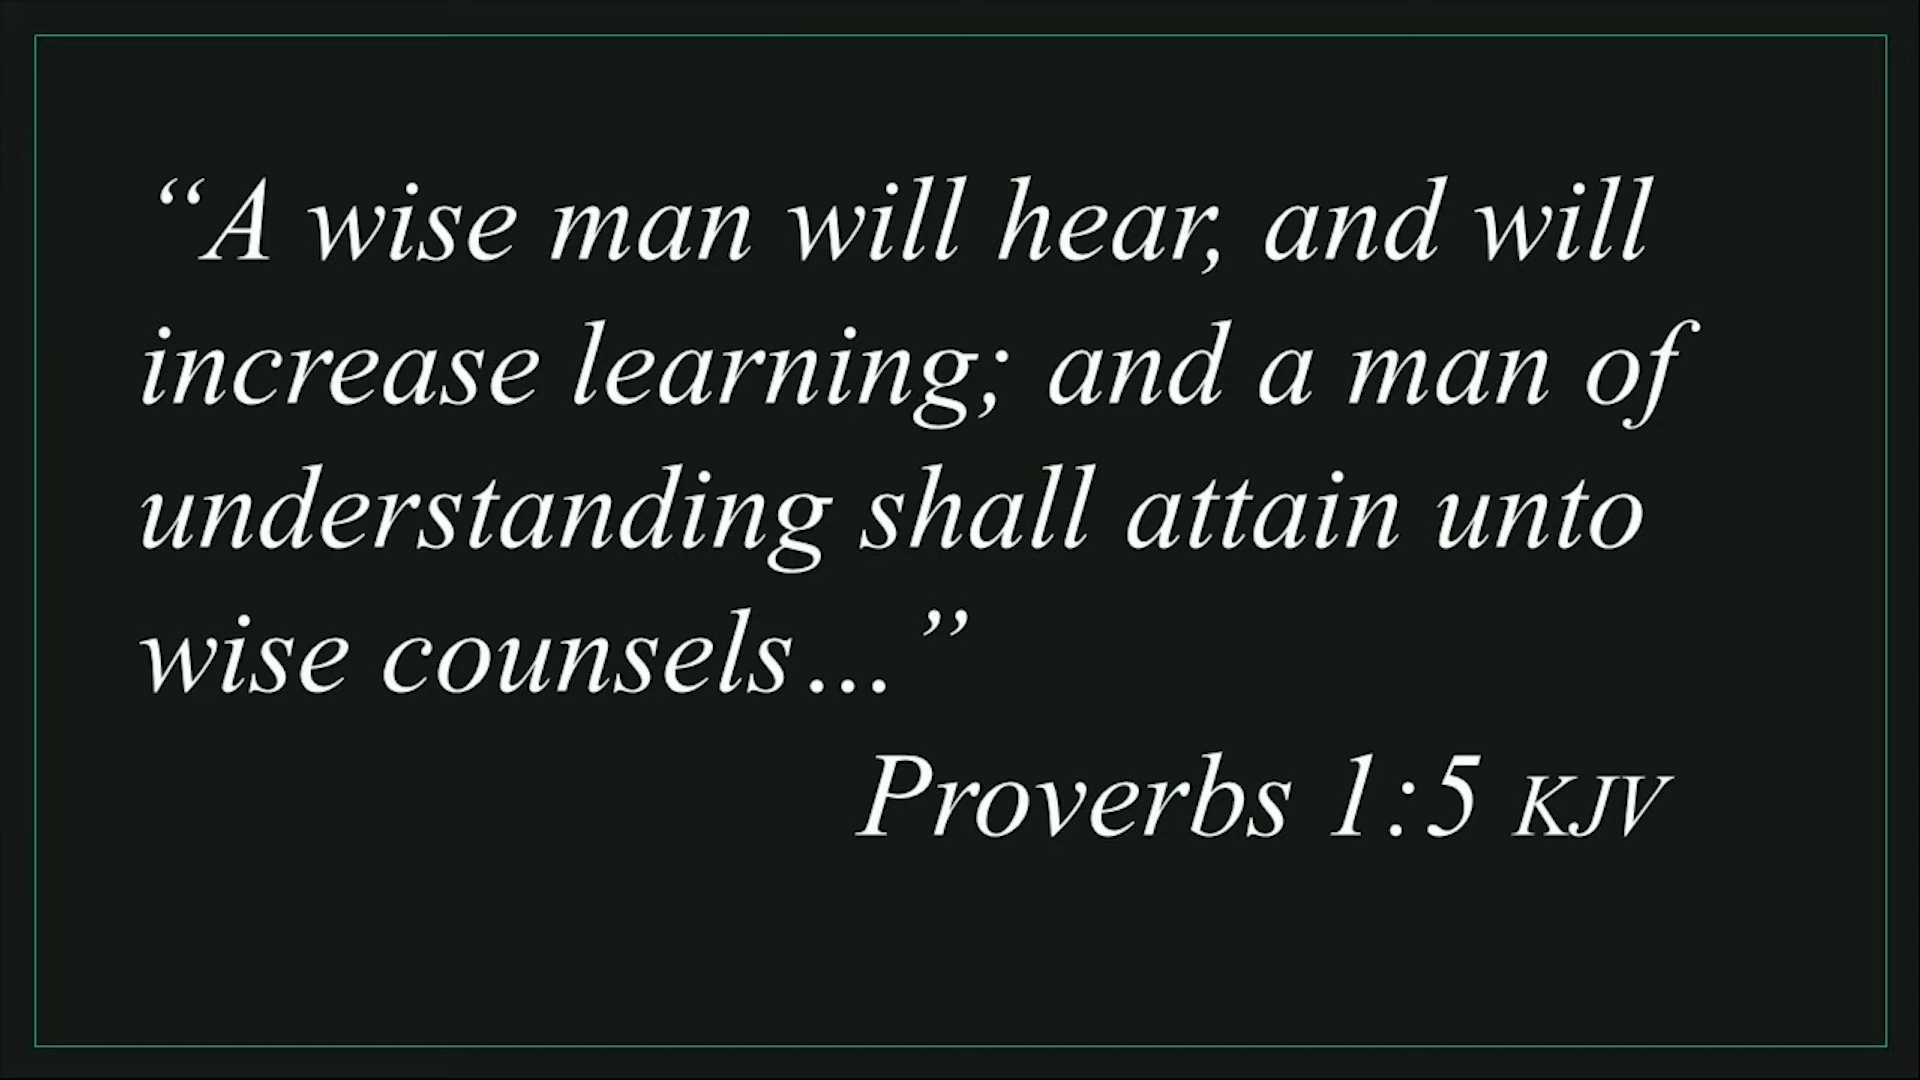 “A wise man will hear, and will
increase learning; and a man of
understanding shall attain unto
wise counsels…”
Proverbs 1:5 KJV